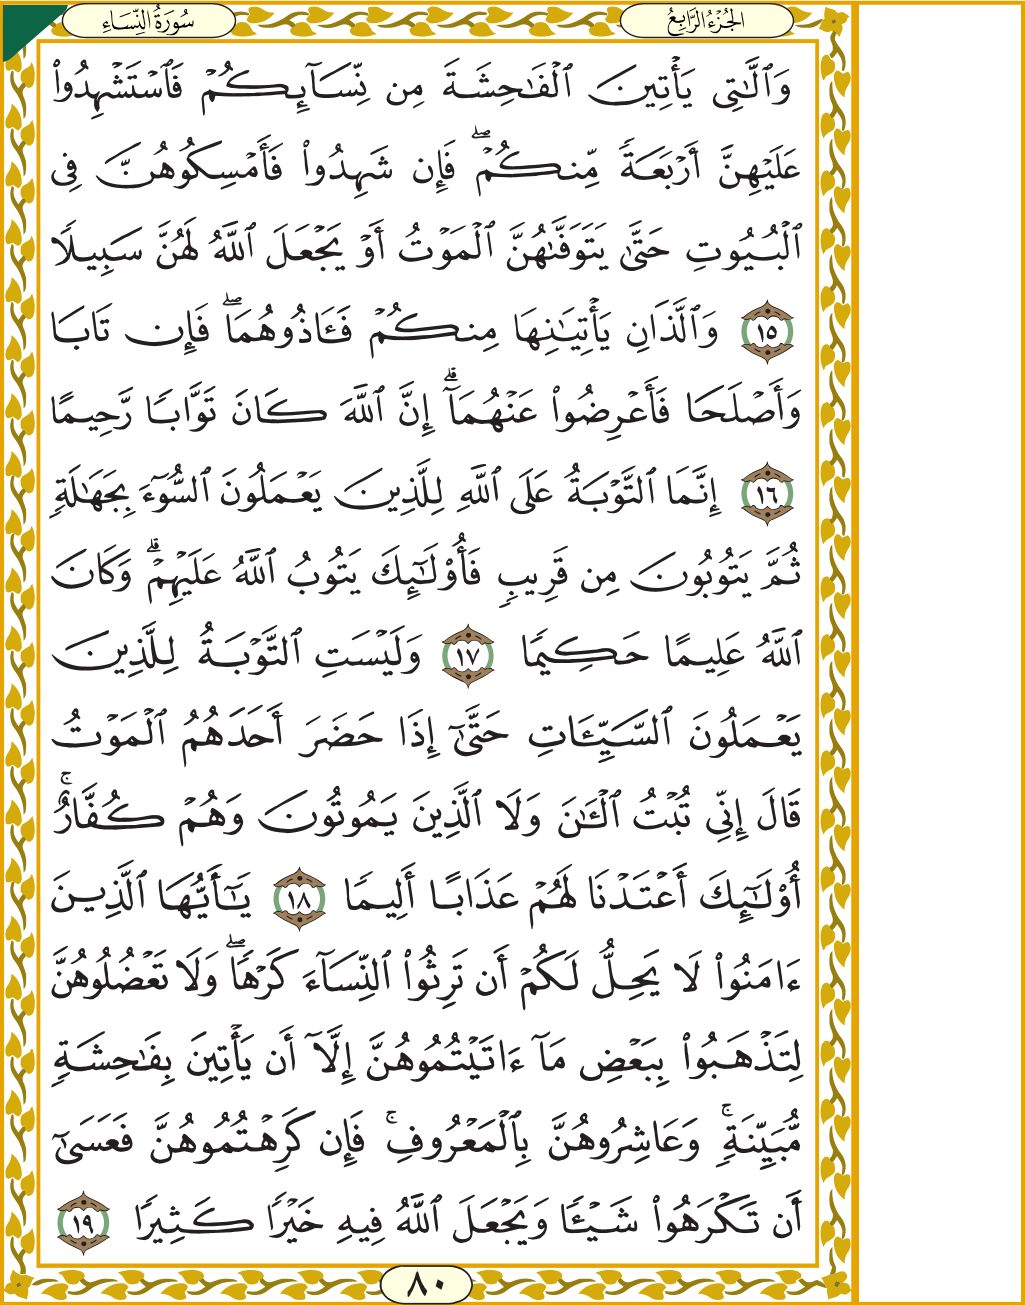 الجُزْءُ الرَّابِعُ
سُورَةُ النِّسَاءِ
وَٱلَّٰتِى يَأْتِينَ ٱلْفَٰحِشَةَ مِن نِّسَآئِكُمْ فَٱسْتَشْهِدُوا۟
عَلَيْهِنَّ أَرْبَعَةً مِّنكُمْ ۖ فَإِن شَهِدُوا۟ فَأَمْسِكُوهُنَّ فِى
ٱلْبُيُوتِ حَتَّىٰ يَتَوَفَّىٰهُنَّ ٱلْمَوْتُ أَوْ يَجْعَلَ ٱللَّهُ لَهُنَّ سَبِيلًا
١٥ وَٱلَّذَانِ يَأْتِيَٰنِهَا مِنكُمْ فَـَٔاذُوهُمَا ۖ فَإِن تَابَا
وَأَصْلَحَا فَأَعْرِضُوا۟ عَنْهُمَآ ۗ إِنَّ ٱللَّهَ كَانَ تَوَّابًا رَّحِيمًا
١٦ إِنَّمَا ٱلتَّوْبَةُ عَلَى ٱللَّهِ لِلَّذِينَ يَعْمَلُونَ ٱلسُّوٓءَ بِجَهَٰلَةٍ
ثُمَّ يَتُوبُونَ مِن قَرِيبٍ فَأُو۟لَٰٓئِكَ يَتُوبُ ٱللَّهُ عَلَيْهِمْ ۗ وَكَانَ
ٱللَّهُ عَلِيمًا حَكِيمًا ١٧ وَلَيْسَتِ ٱلتَّوْبَةُ لِلَّذِينَ
يَعْمَلُونَ ٱلسَّيِّـَٔاتِ حَتَّىٰٓ إِذَا حَضَرَ أَحَدَهُمُ ٱلْمَوْتُ
قَالَ إِنِّى تُبْتُ ٱلْـَٰٔنَ وَلَا ٱلَّذِينَ يَمُوتُونَ وَهُمْ كُفَّارٌ ۚ
أُو۟لَٰٓئِكَ أَعْتَدْنَا لَهُمْ عَذَابًا أَلِيمًا ١٨ يَٰٓأَيُّهَا ٱلَّذِينَ
ءَامَنُوا۟ لَا يَحِلُّ لَكُمْ أَن تَرِثُوا۟ ٱلنِّسَآءَ كَرْهًا ۖ وَلَا تَعْضُلُوهُنَّ
لِتَذْهَبُوا۟ بِبَعْضِ مَآ ءَاتَيْتُمُوهُنَّ إِلَّآ أَن يَأْتِينَ بِفَٰحِشَةٍ
مُّبَيِّنَةٍ ۚ وَعَاشِرُوهُنَّ بِٱلْمَعْرُوفِ ۚ فَإِن كَرِهْتُمُوهُنَّ فَعَسَىٰٓ
أَن تَكْرَهُوا۟ شَيْـًٔا وَيَجْعَلَ ٱللَّهُ فِيهِ خَيْرًا كَثِيرًا ١٩
٨٠